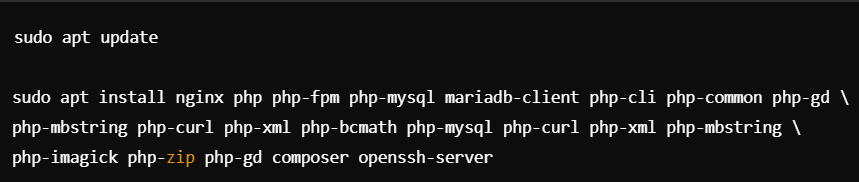 sudo apt update
sudo apt install nginx php php-fpm php-mysql mariadb-client php-cli php-common php-gd \
php-mbstring php-curl php-xml php-bcmath php-mysql php-curl php-xml php-mbstring \
php-imagick php-zip php-gd composer openssh-server